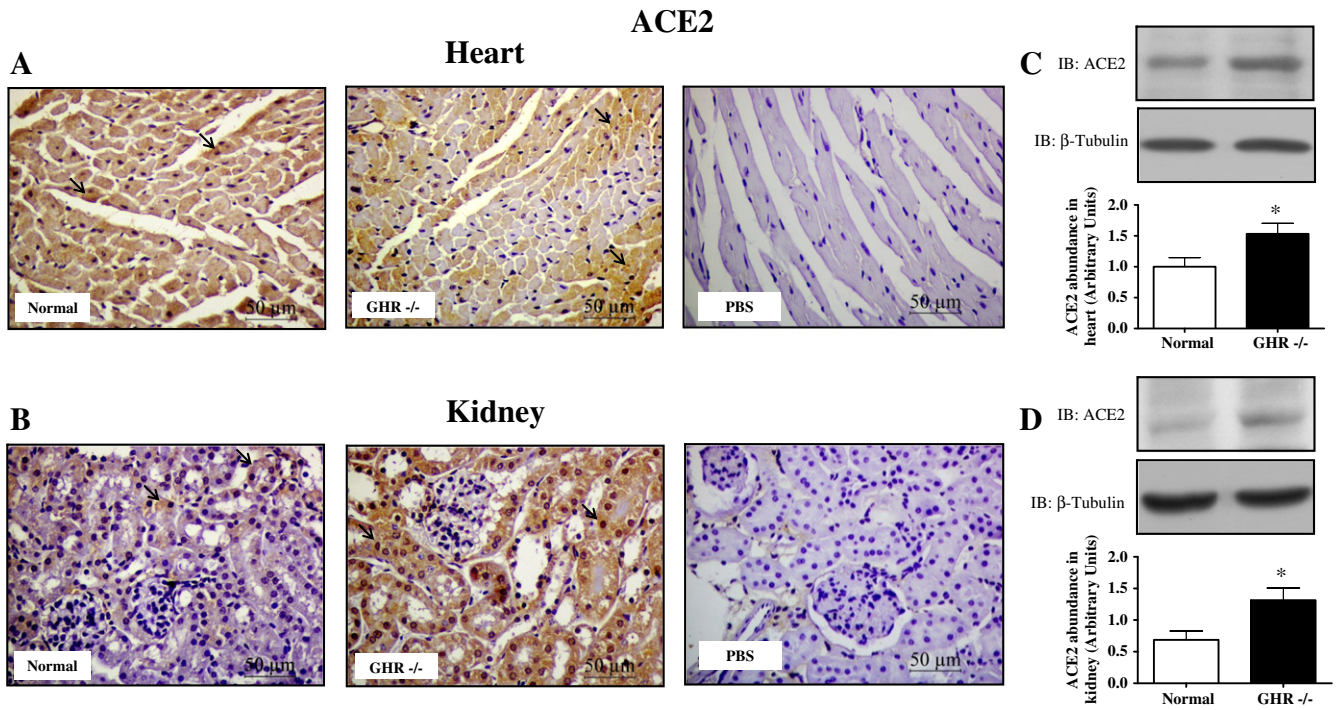 ACE2
Heart
A
Normal
50 µm
GHR -/-
50 µm
PBS
50 µm
B
Kidney
Normal
50 µm
GHR -/-
50 µm
PBS
50 µm
C
IB: ACE2
IB: β-Tubulin
ACE2 abundance in
heart (Arbitrary Units)
2.0
1.5
1.0
0.5
0.0
*
Normal
GHR -/-
D
IB: ACE2
IB: β-Tubulin
ACE2 abundance in
kidney (Arbitrary Units)
2.0
1.5
1.0
0.5
0.0
*
Normal
GHR -/-